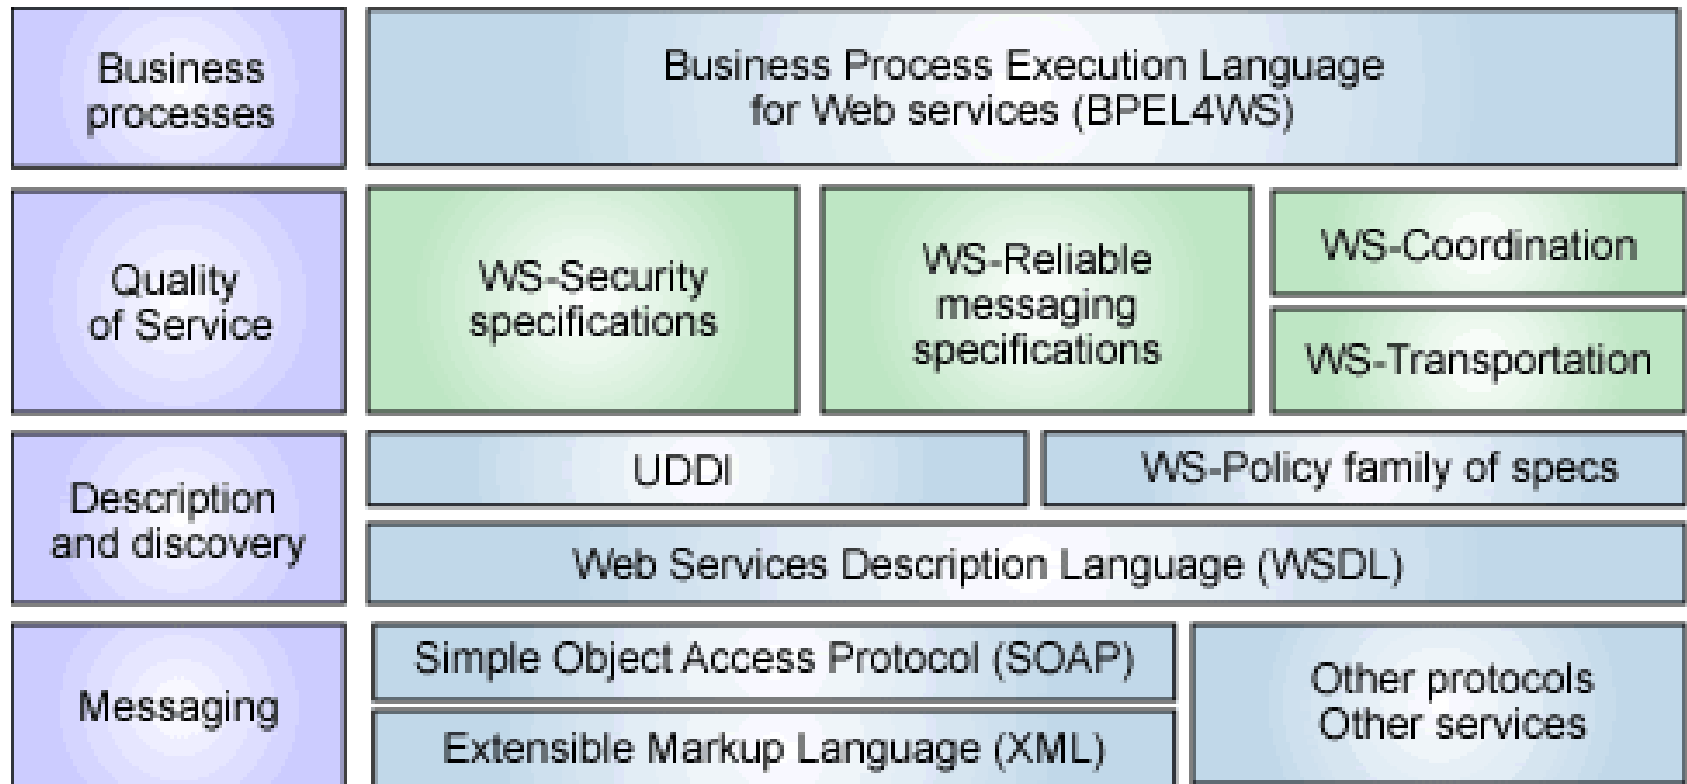 Business
processes
Business Process Execution Language
for Web services (BPEL4WS)
Quality
of Service
WS-Security
specifications
WS-Reliable
messaging
specifications
WS-Coordination
WS-Transportation
Description
and discovery
UDDI
WS-Policy family of specs
Web Services Description Language (WSDL)
Messaging
Simple Object Access Protocol (SOAP)
Extensible Markup Language (XML)
Other protocols
Other services